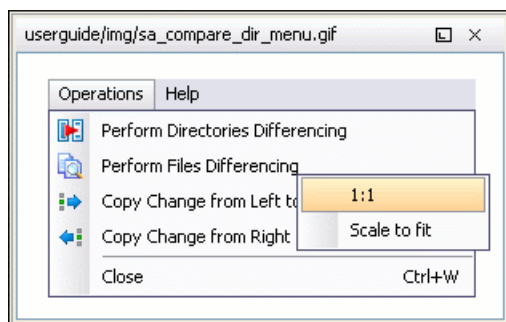 userguide/img/sa_compare_dir_menu.gif
Operations Help
Perform Directories Differencing
Perform Files Differencing
1:1
Copy Change from Left to
Scale to fit
Copy Change from Right
Close Ctrl+W